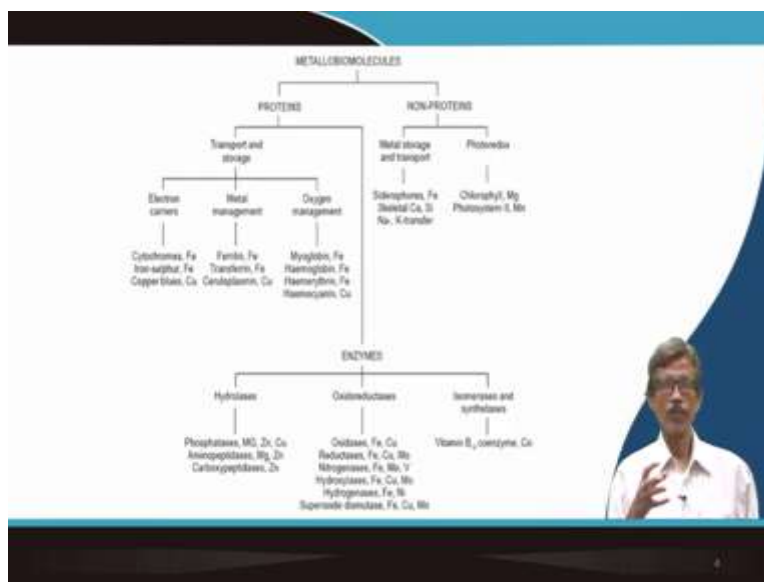 METALLOBIOMOLECULES
PROTEINS
NON-PROTEINS
Transport and
storage
Metal storage
and transport
Photoredox
Electron
carriers
Metal
management
Oxygen
management
Siderophores, Fe
Skeletal Ca, Si
Na-, K-transfer
Chlorophyll, Mg
Photosystem II, Mn
Cytochromes, Fe
Iron-sulphur, Fe
Copper blues, Cu
Ferritin, Fe
Transferrin, Fe
Ceruloplasmin, Cu
Myoglobin, Fe
Haemoglobin, Fe
Haemerythrin, Fe
Haemocyanin, Cu
ENZYMES
Hydrolases
Oxidoreductases
Isomerases and
synthetases
Phosphatases, MG, Zn, Cu
Aminopeptidases, Mg, Zn
Carboxypeptidases, Zn
Oxidases, Fe, Cu
Reductases, Fe, Cu, Mo
Nitrogenases, Fe, Mo, V
Hydroxylases, Fe, Cu, Mo
Hydrogenases, Fe, Ni
Superoxide dismutase, Fe, Cu, Mn
Vitamin B₁₂ coenzyme, Co